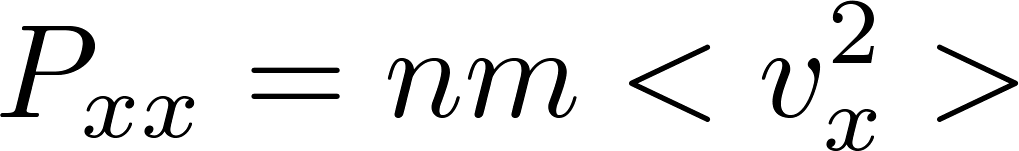 P_{xx} = nm < v_x^2 >